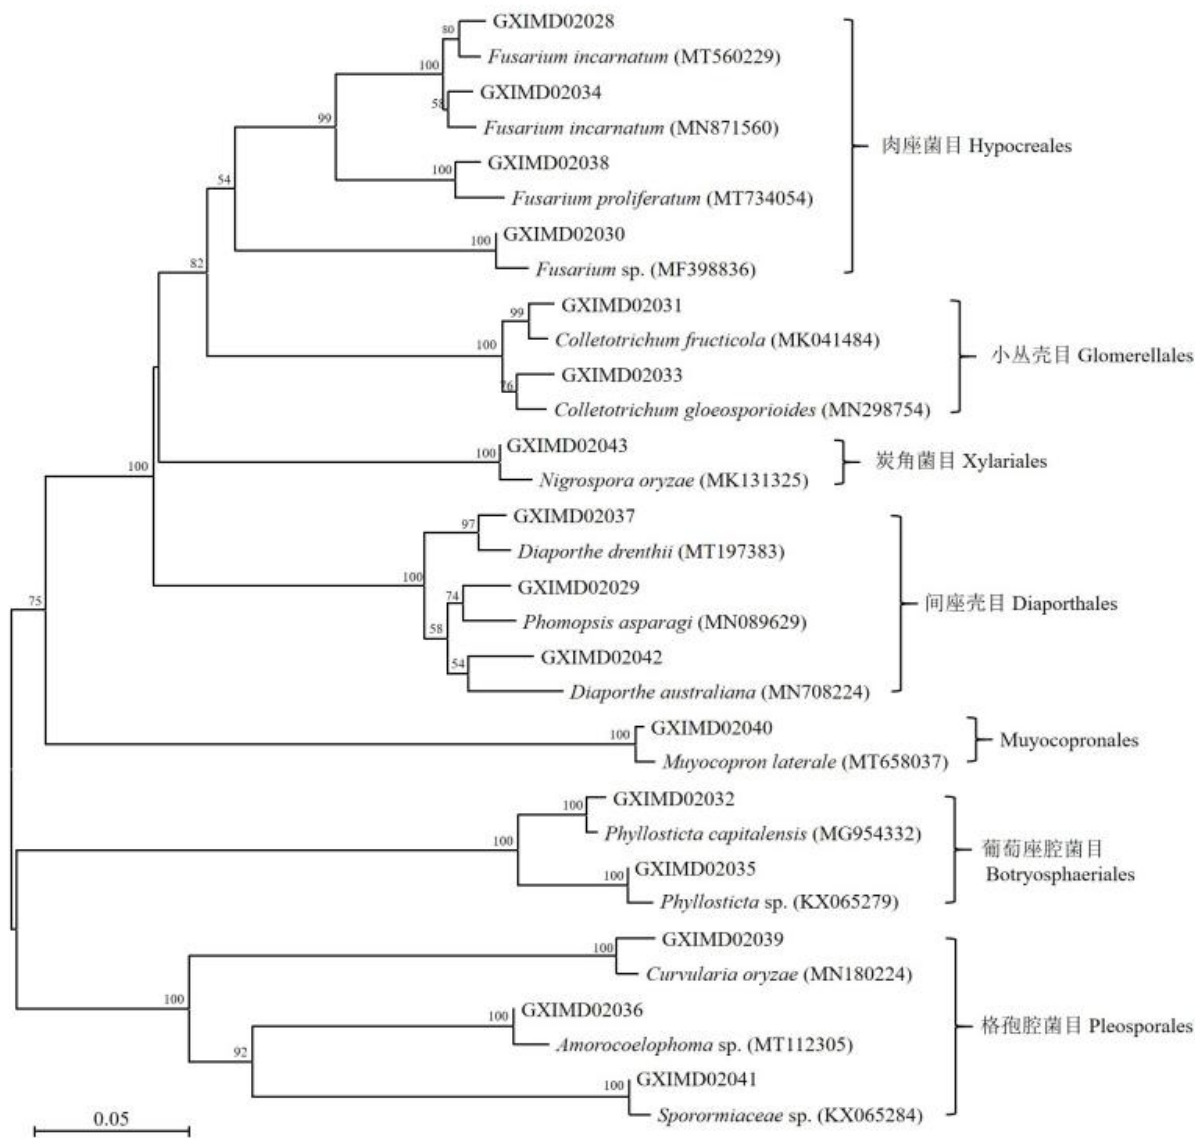 GXIMD02028
80
Fusarium incarnatum (MT560229)
100
GXIMD02034
58
Fusarium incarnatum (MN871560)
99
肉座菌目 Hypocreales
GXIMD02038
100
Fusarium proliferatum (MT734054)
54
GXIMD02030
100
Fusarium sp. (MF398836)
82
GXIMD02031
99
Colletotrichum fructicola (MK041484)
100
小丛壳目 Glomerellales
GXIMD02033
76
Colletotrichum gloeosporioides (MN298754)
GXIMD02043
100
炭角菌目 Xylariales
100
Nigrospora oryzae (MK131325)
GXIMD02037
97
Diaporthe drenthii (MT197383)
100
GXIMD02029
74
间座壳目 Diaporthales
75
Phomopsis asparagi (MN089629)
58
GXIMD02042
54
Diaporthe australiana (MN708224)
GXIMD02040
100
Muyocopronales
Muyocopron laterale (MT658037)
GXIMD02032
100
Phyllosticta capitalensis (MG954332)
100
葡萄座腔菌目
Botryosphaeriales
GXIMD02035
100
Phyllosticta sp. (KX065279)
GXIMD02039
100
Curvularia oryzae (MN180224)
100
GXIMD02036
100
格孢腔菌目 Pleosporales
Amorocoelophoma sp. (MT112305)
92
GXIMD02041
100
Sporormiaceae sp. (KX065284)
0.05